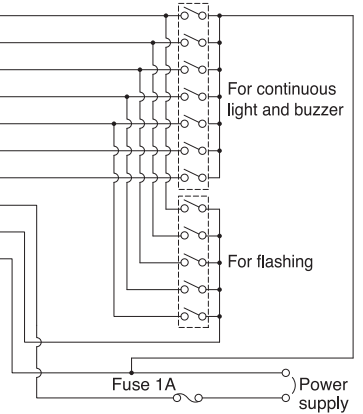 For continuous
light and buzzer
For flashing
Fuse 1A
Power
supply